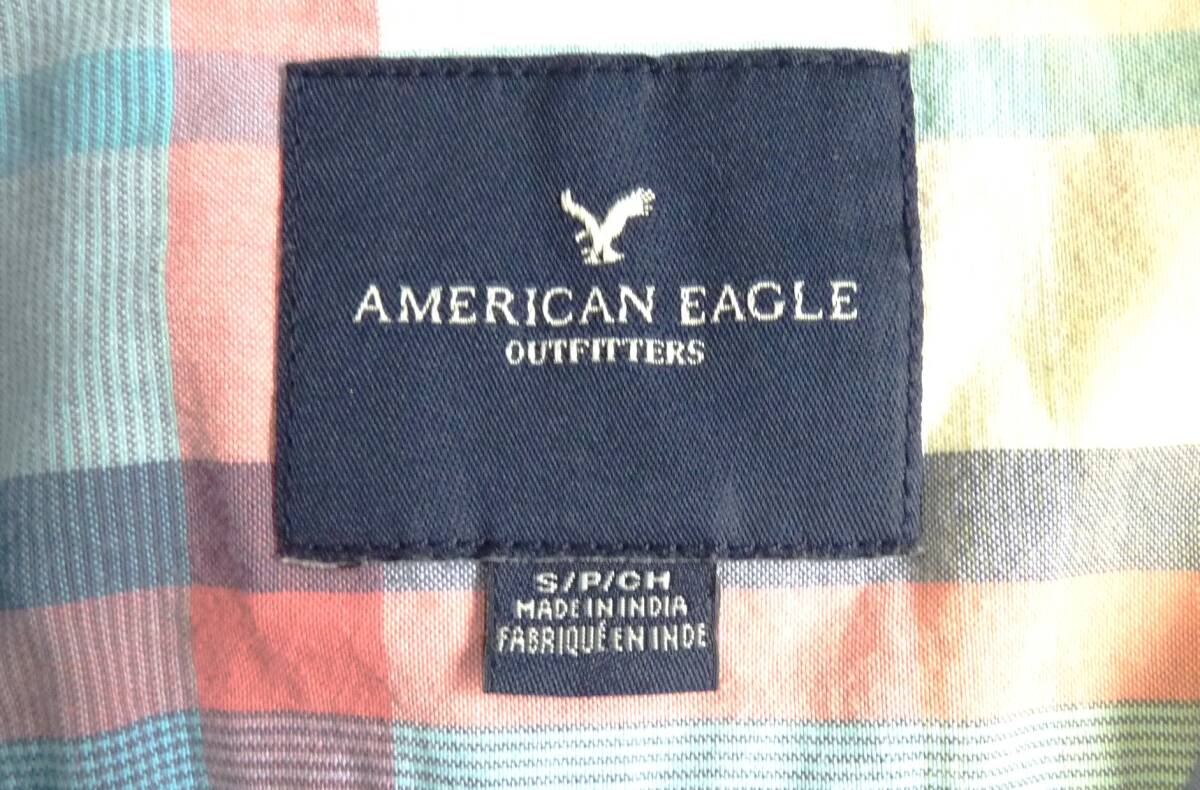 AMERICAN EAGLE
OUTFITTERS
S/P/CH
MADE IN INDIA
FABRIQUÉ EN INDE